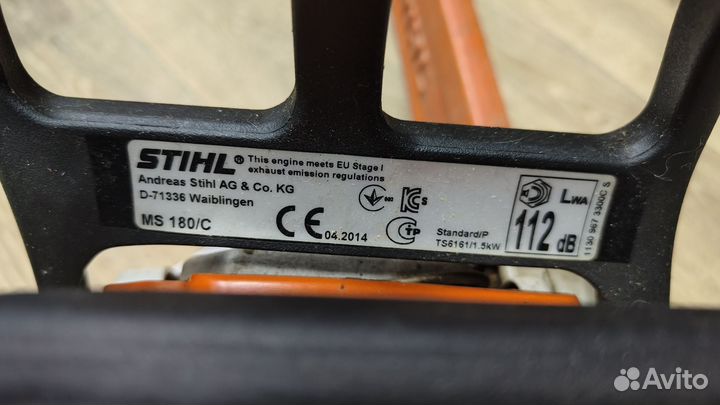 STIHL® This engine meets EU Stage I
exhaust emission regulations
Andreas Stihl AG & Co. KG
D-71336 Waiblingen
MS 180/C
CE 04.2014
S
TP
Standard/P
TS6161/1.5kW
LWA
112 dB
1130 967 3300C S
Avito